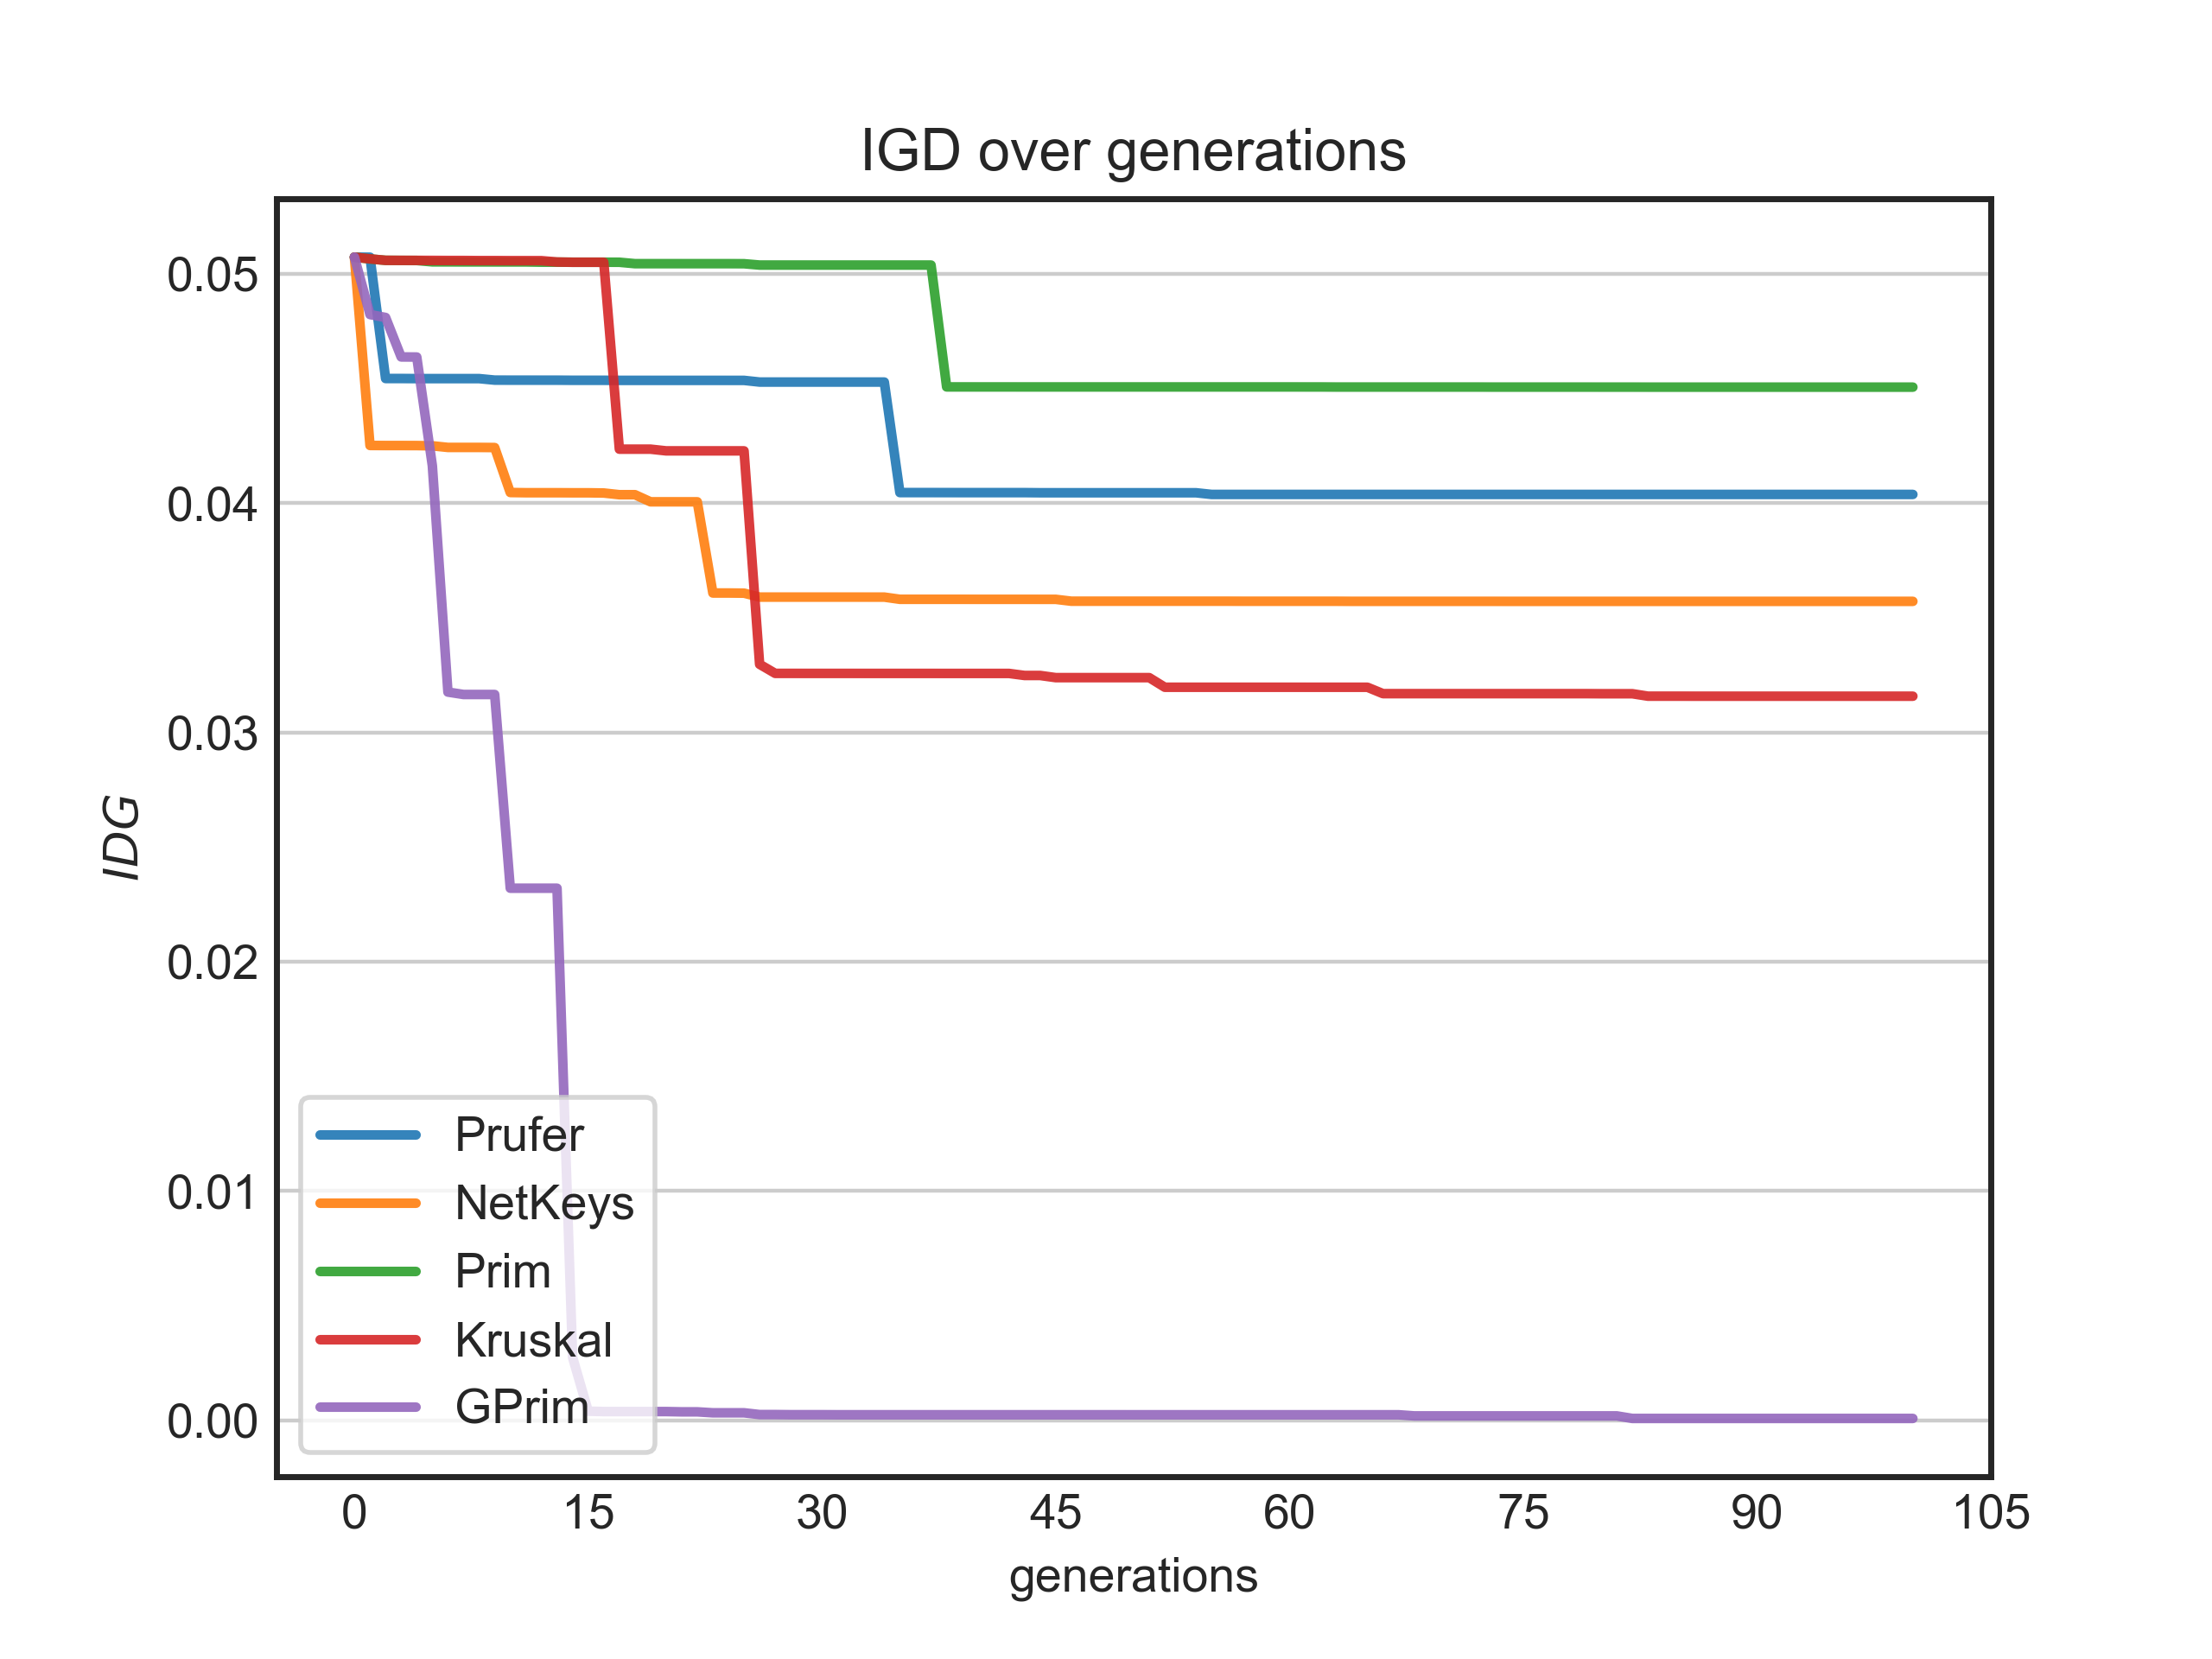 IGD over generations
0.05
0.04
0.03
0.02
0.01
0.00
IDG
Prufer
NetKeys
Prim
Kruskal
GPrim
0 15 30 45 60 75 90 105
generations